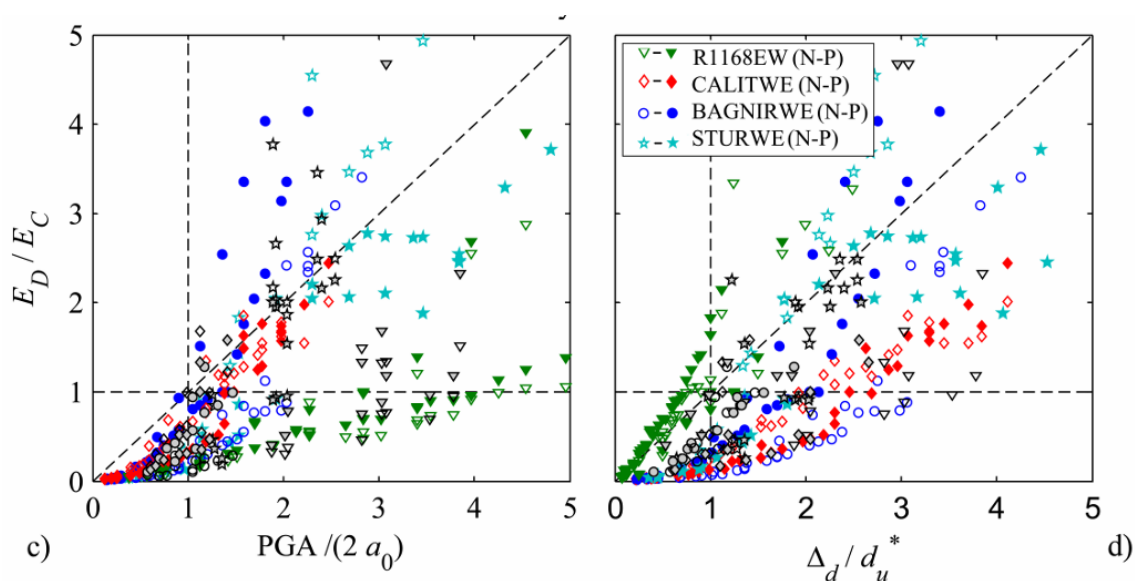 5
4
3
2
1
0
E_D / E_C
0 1 2 3 4 5
PGA /(2 a_0)
c)
R1168EW (N-P)
CALITWE (N-P)
BAGNIRWE (N-P)
STURWE (N-P)
0 1 2 3 4 5
Δ_d / d_u^*
d)